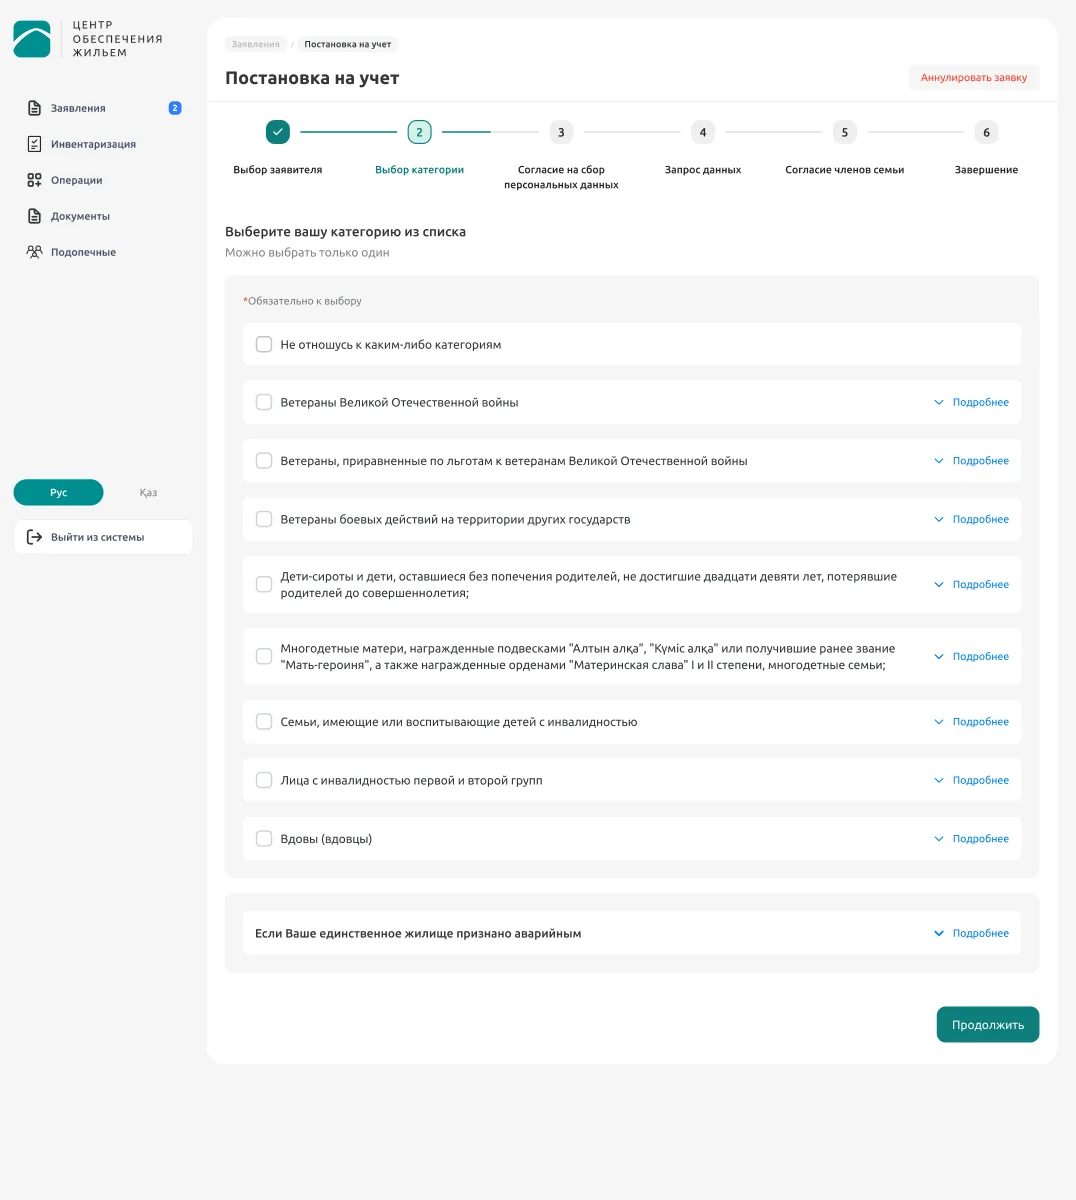 ЦЕНТР
ОБЕСПЕЧЕНИЯ
ЖИЛЬЕМ
Заявления 2
Инвентаризация
Операции
Документы
Подопечные
Рус Қаз
Выйти из системы
Заявления / Постановка на учет
Постановка на учет
Аннулировать заявку
2 3 4 5 6
Выбор заявителя Выбор категории Согласие на сбор Запрос данных Согласие членов семьи Завершение
персональных данных
Выберите вашу категорию из списка
Можно выбрать только один
*Обязательно к выбору
Не отношусь к каким-либо категориям
Ветераны Великой Отечественной войны Подробнее
Ветераны, приравненные по льготам к ветеранам Великой Отечественной войны Подробнее
Ветераны боевых действий на территории других государств Подробнее
Дети-сироты и дети, оставшиеся без попечения родителей, не достигшие двадцати девяти лет, потерявшие
родителей до совершеннолетия; Подробнее
Многодетные матери, награжденные подвесками "Алтын алқа", "Күміс алқа" или получившие ранее звание
"Мать-героиня", а также награжденные орденами "Материнская слава" I и II степени, многодетные семьи; Подробнее
Семьи, имеющие или воспитывающие детей с инвалидностью Подробнее
Лица с инвалидностью первой и второй групп Подробнее
Вдовы (вдовцы) Подробнее
Если Ваше единственное жилище признано аварийным Подробнее
Продолжить